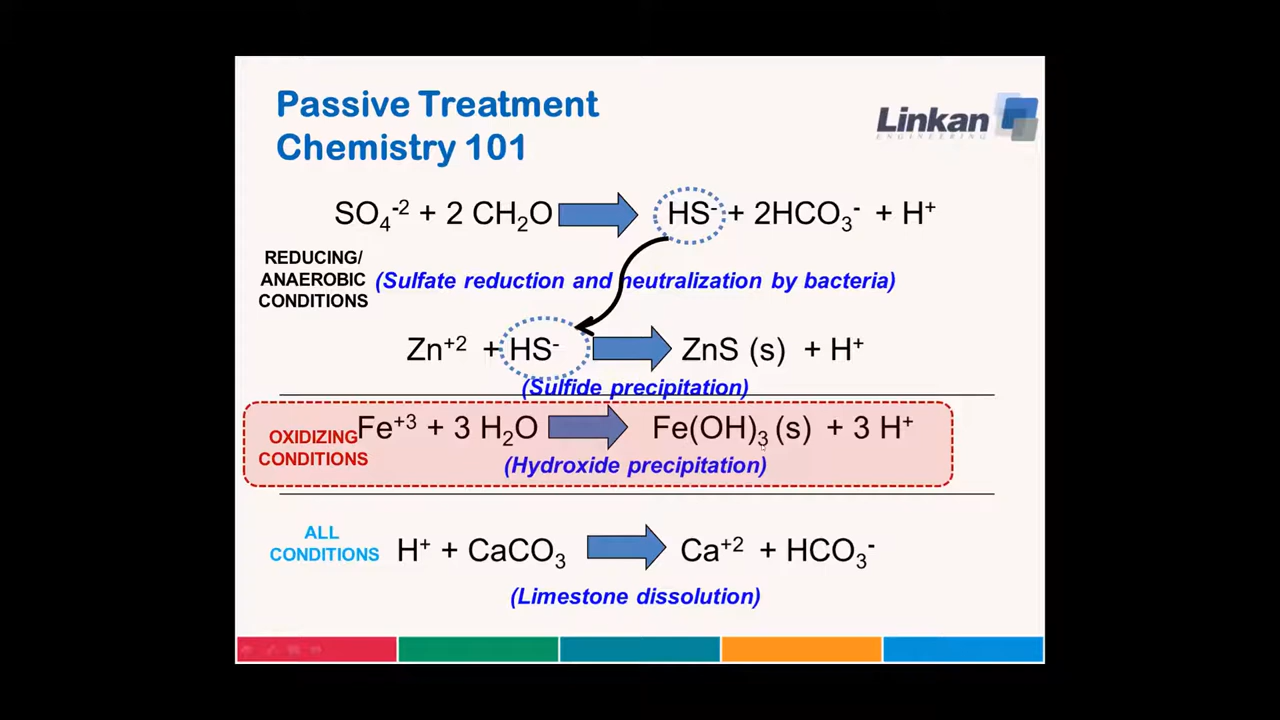 Passive Treatment
Chemistry 101
Linkan
ENGINEERING
SO₄⁻² + 2 CH₂O HS⁻ + 2HCO₃⁻ + H⁺
REDUCING/
ANAEROBIC
CONDITIONS
(Sulfate reduction and neutralization by bacteria)
Zn⁺² + HS⁻ ZnS (s) + H⁺
(Sulfide precipitation)
Fe⁺³ + 3 H₂O Fe(OH)₃ (s) + 3 H⁺
OXIDIZING
CONDITIONS
(Hydroxide precipitation)
ALL
CONDITIONS
H⁺ + CaCO₃ Ca⁺² + HCO₃⁻
(Limestone dissolution)